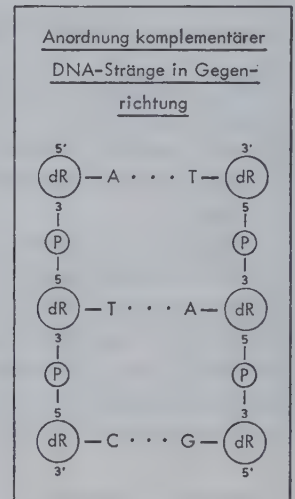 Anordnung komplementärer
DNA-Stränge in Gegen-
richtung
5' 3'
dR — A · · · T — dR
3 5
P P
5 3
dR — T · · · A — dR
3 5
P P
5 3
dR — C · · · G — dR
3' 5'